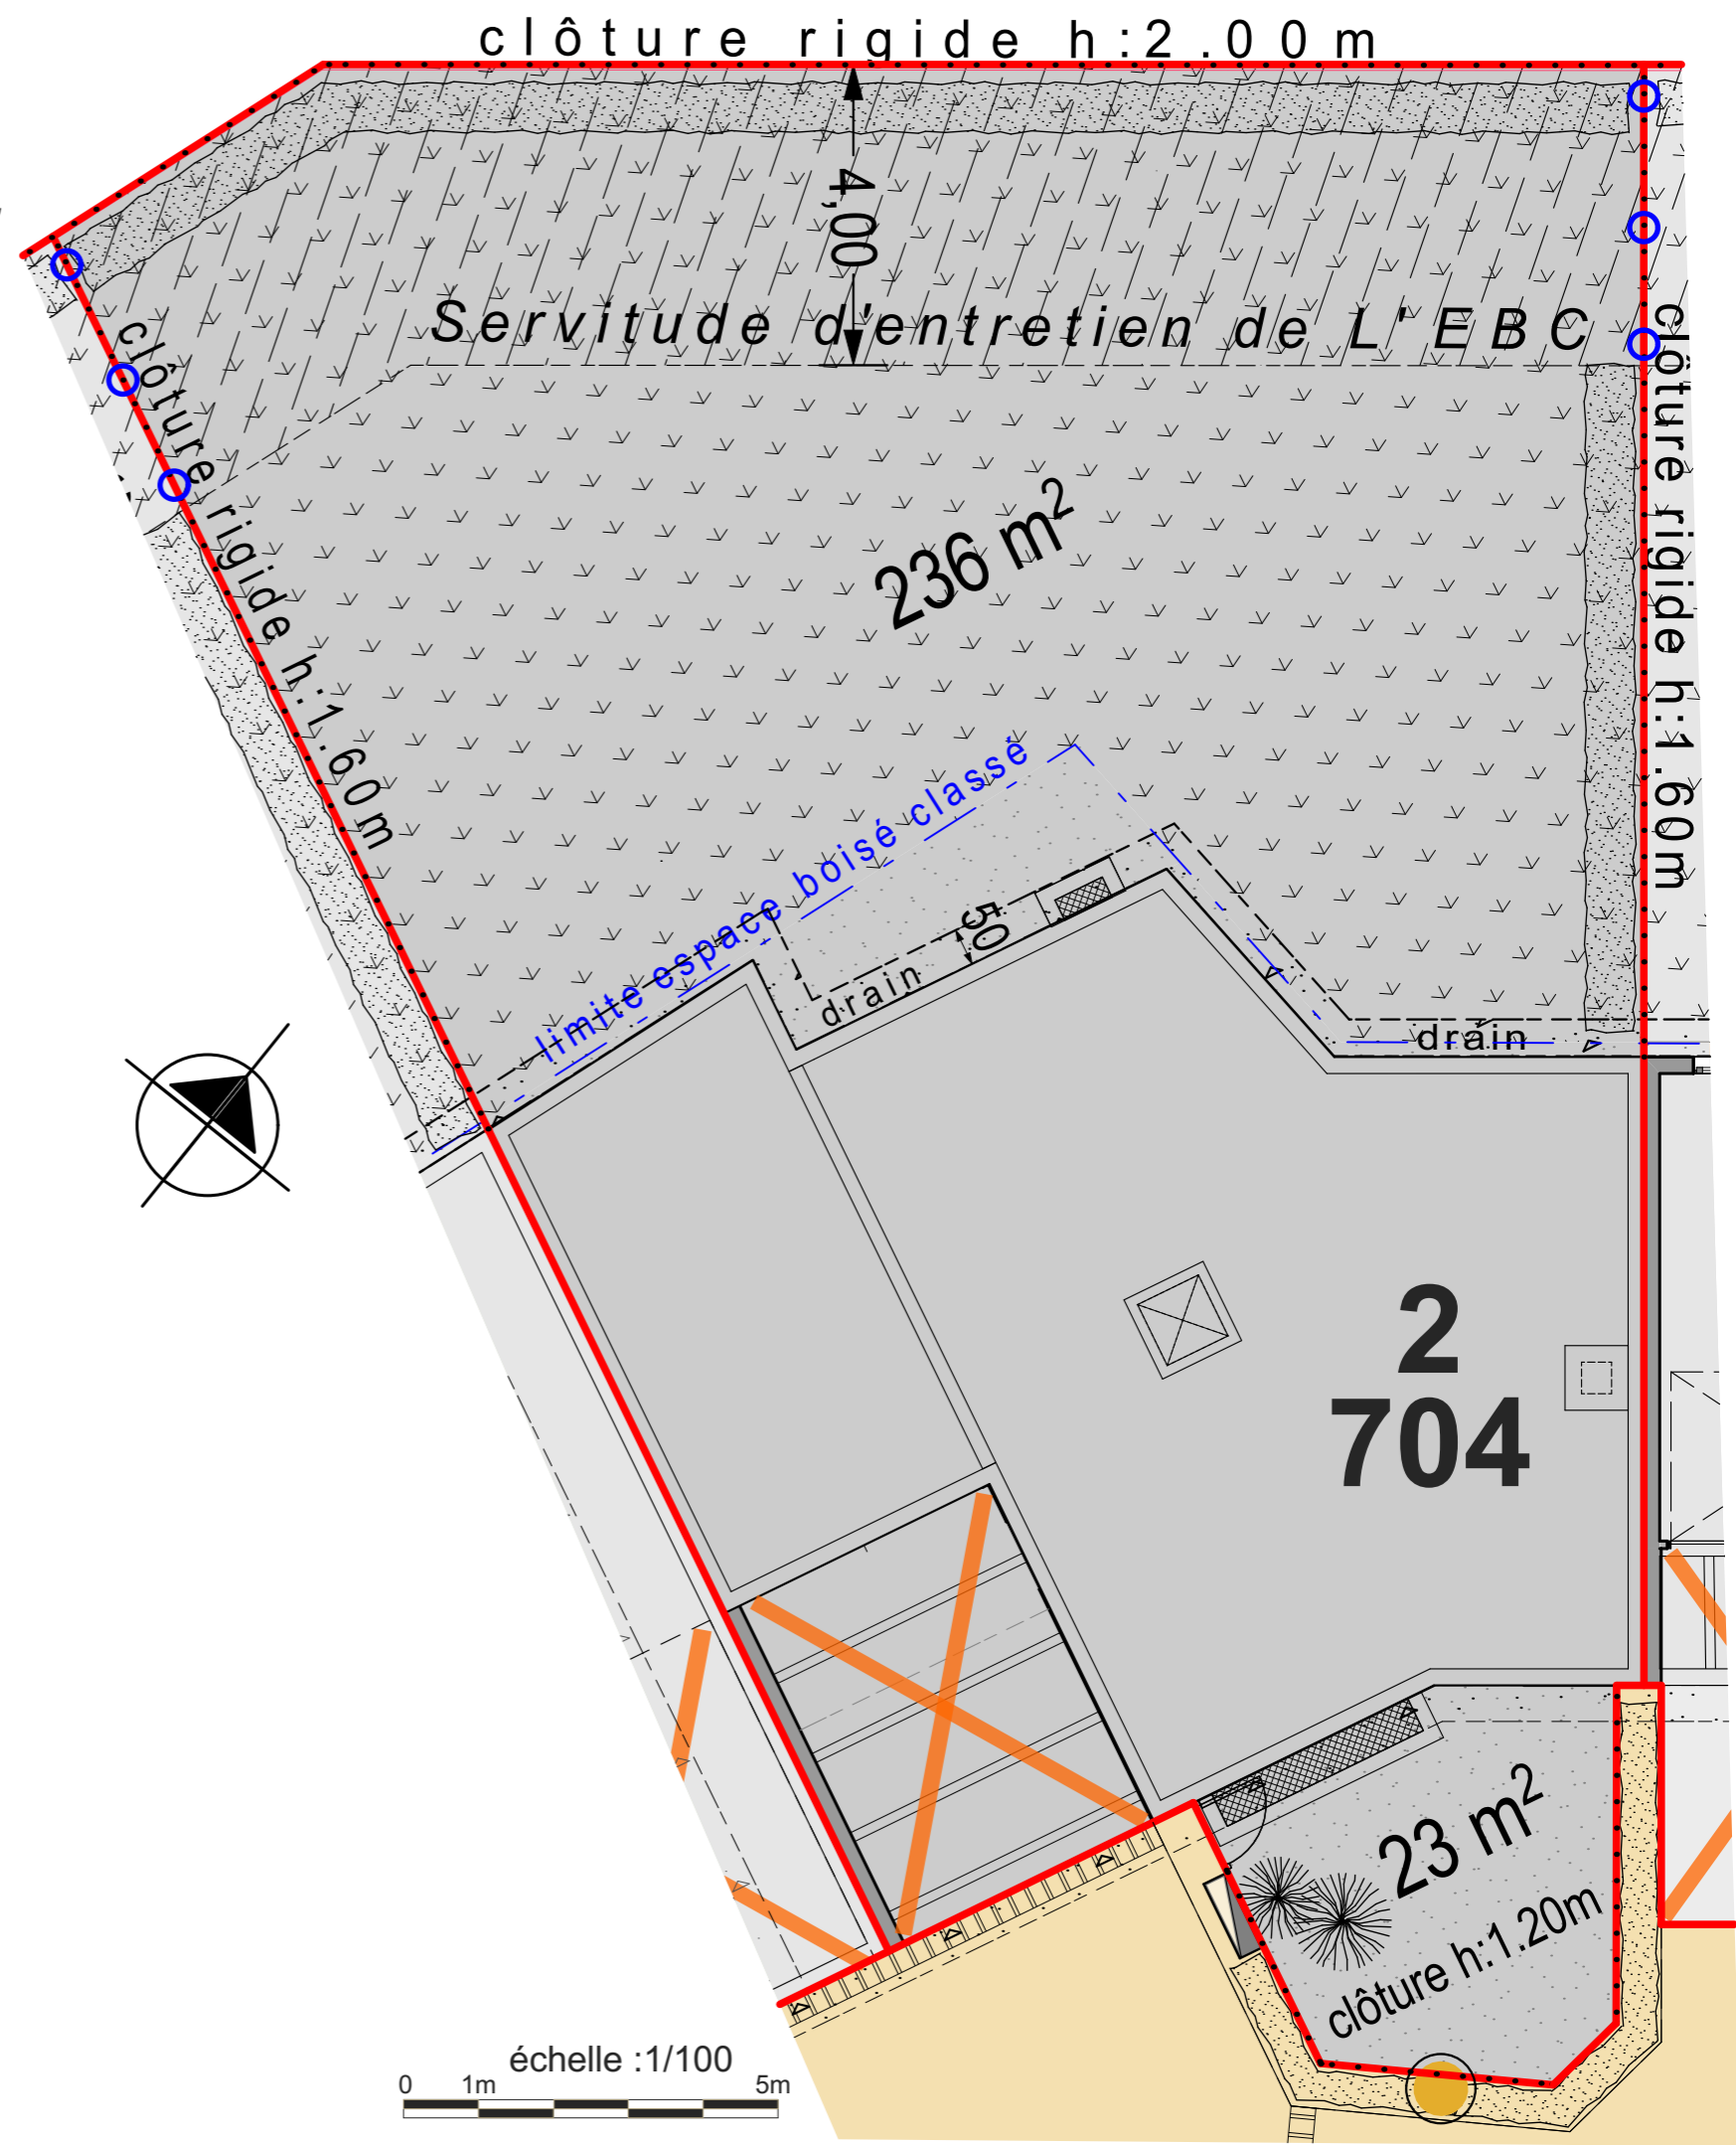 clôture rigide h:2.00m
4,00
Servitude d'entretien de L'EBC
clôture rigide h:1.60m
clôture rigide h:1.60m
236 m²
limite espace boisé classé
50
drain
drain
2
704
23 m²
clôture h:1.20m
échelle :1/100
0 1m 5m